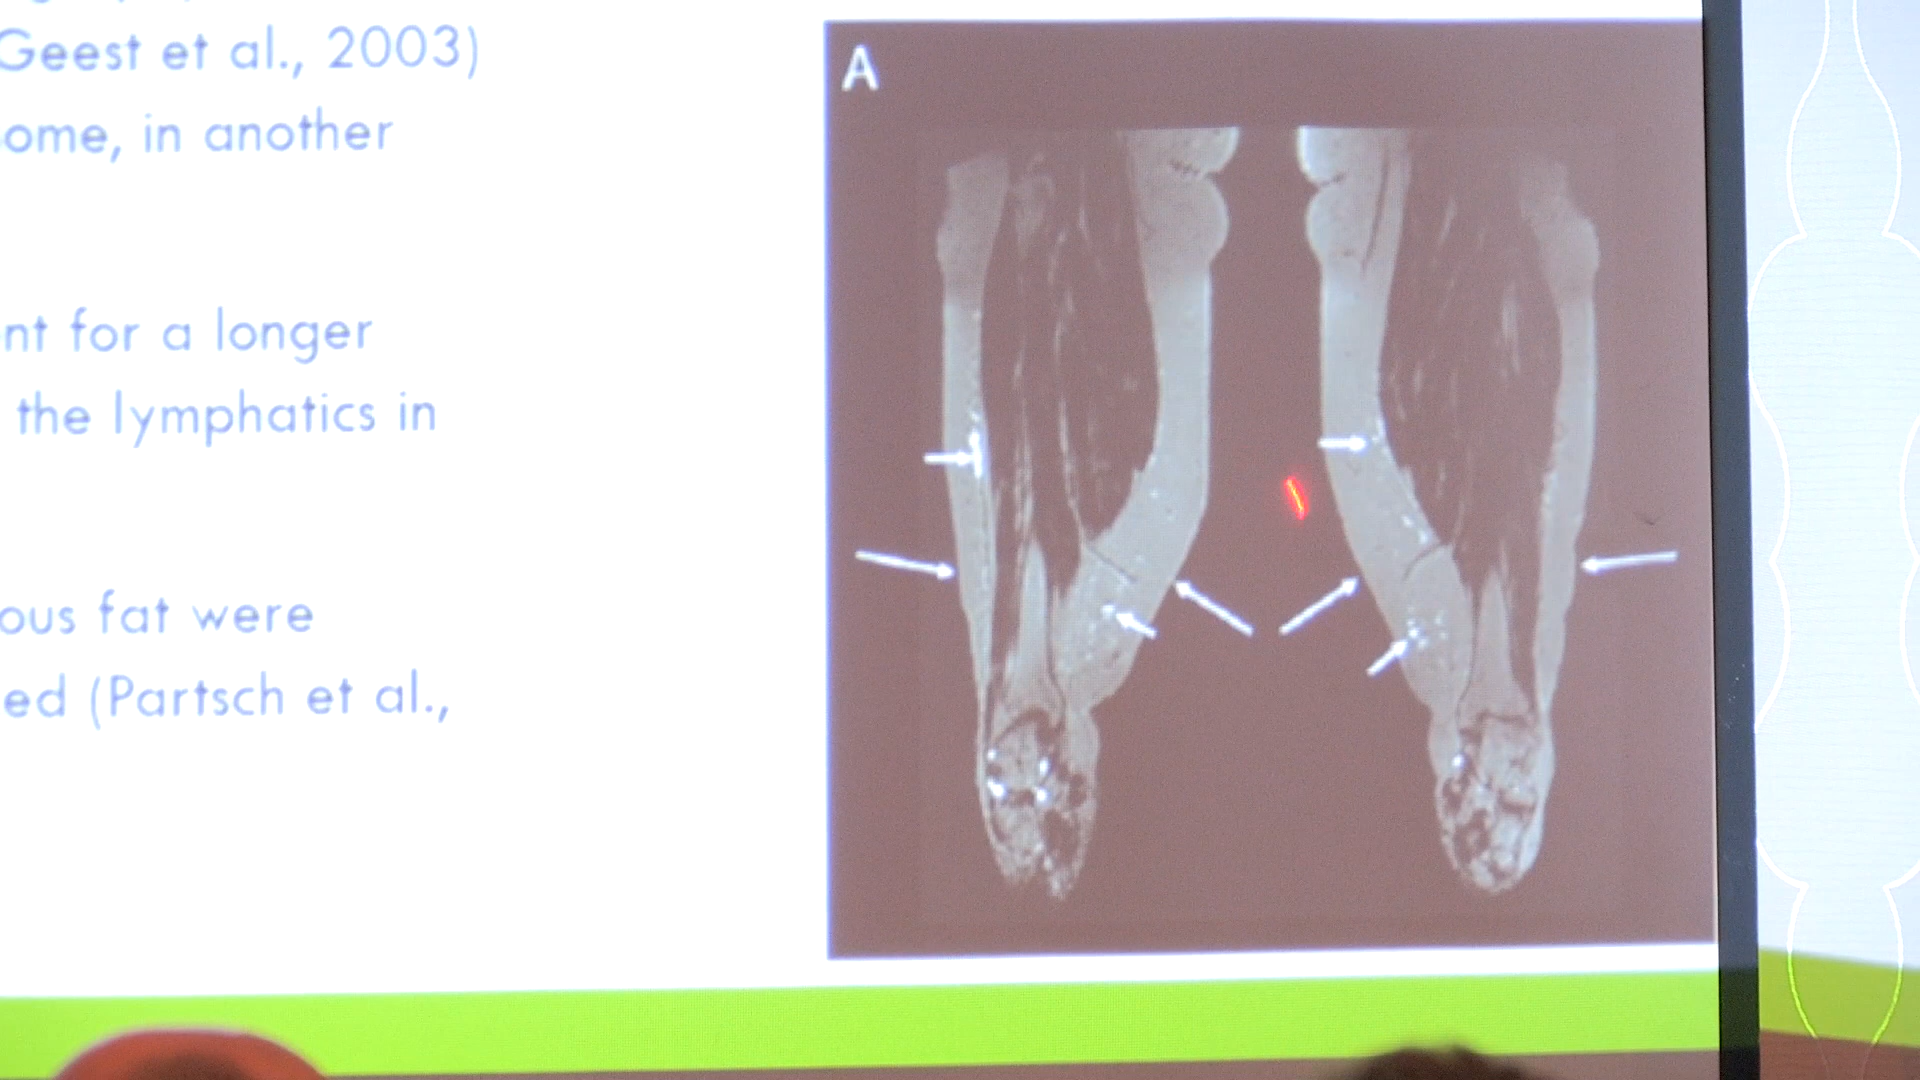 Geest et al., 2003)
ome, in another
nt for a longer
the lymphatics in
ous fat were
ed (Partsch et al.,
A